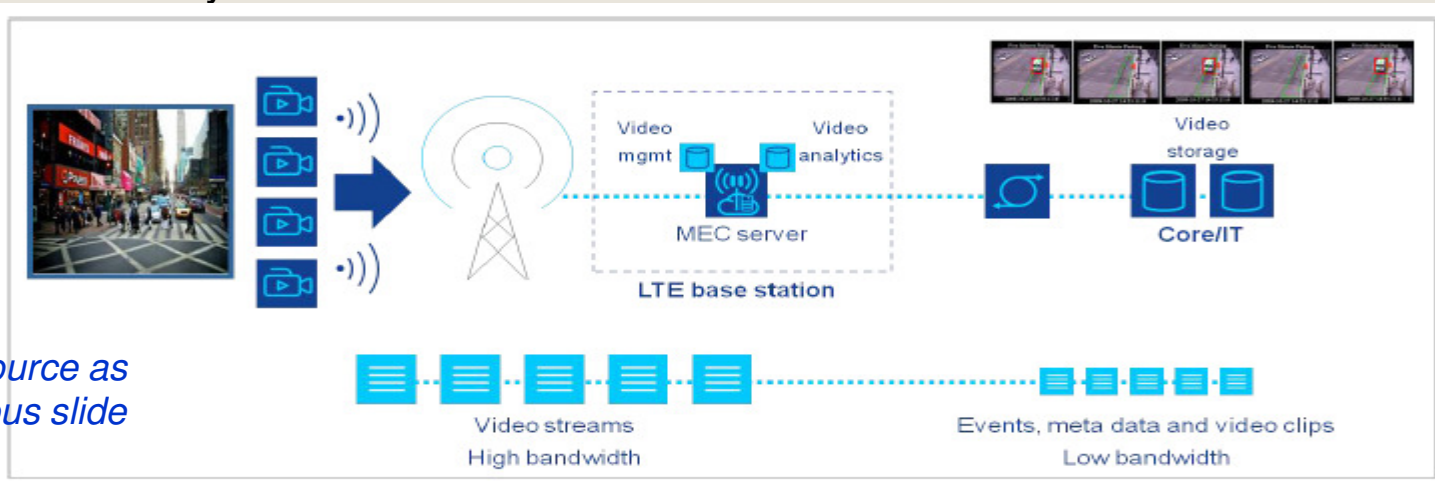 Video
mgmt
Video
analytics
MEC server
LTE base station
Video
storage
Core/IT
ource as
ous slide
Video streams
High bandwidth
Events, meta data and video clips
Low bandwidth